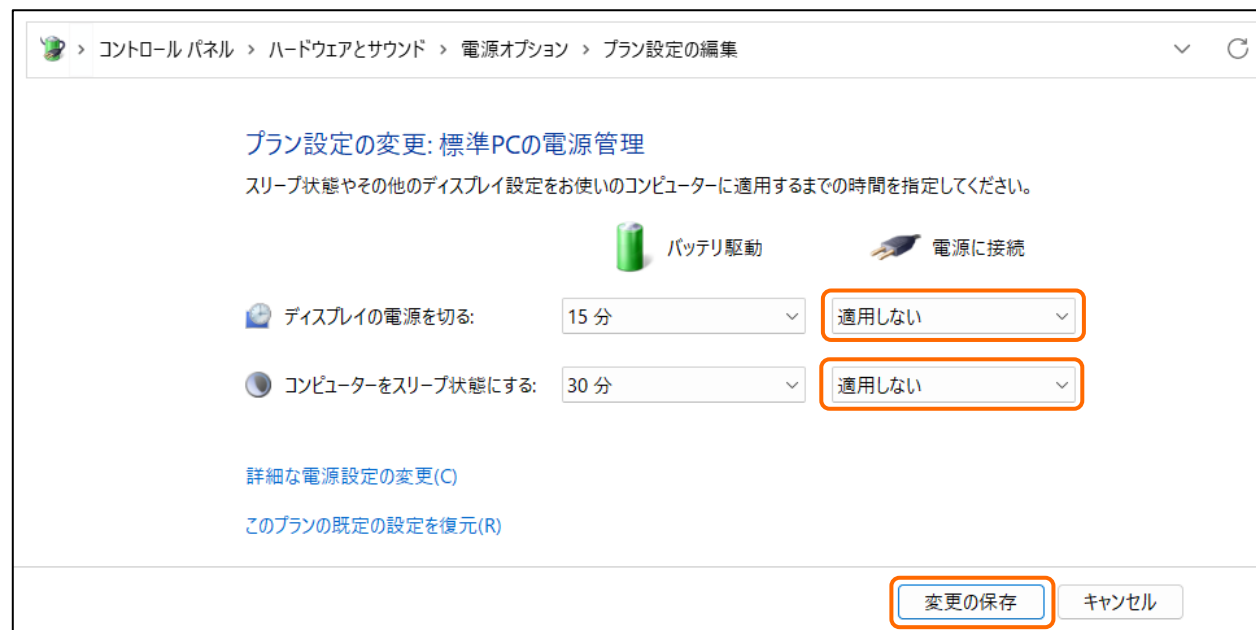 コントロール パネル > ハードウェアとサウンド > 電源オプション > プラン設定の編集
プラン設定の変更: 標準PCの電源管理
スリープ状態やその他のディスプレイ設定をお使いのコンピューターに適用するまでの時間を指定してください。
バッテリ駆動 電源に接続
ディスプレイの電源を切る: 15 分 適用しない
コンピューターをスリープ状態にする: 30 分 適用しない
詳細な電源設定の変更(C)
このプランの既定の設定を復元(R)
変更の保存 キャンセル